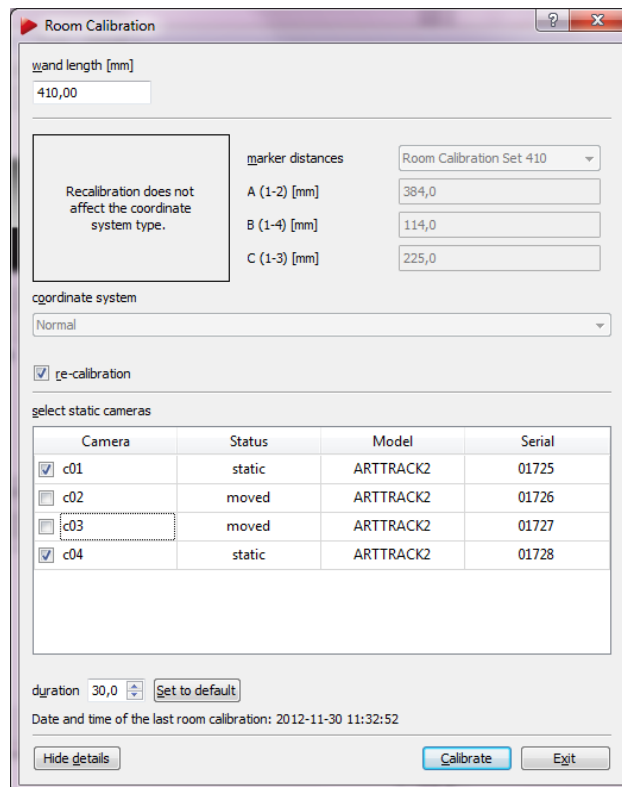 Room Calibration
wand length [mm]
410,00
Recalibration does not
affect the coordinate
system type.
marker distances
Room Calibration Set 410
A (1-2) [mm]
384,0
B (1-4) [mm]
114,0
C (1-3) [mm]
225,0
coordinate system
Normal
re-calibration
select static cameras
Camera Status Model Serial
c01 static ARTTRACK2 01725
c02 moved ARTTRACK2 01726
c03 moved ARTTRACK2 01727
c04 static ARTTRACK2 01728
duration 30,0 Set to default
Date and time of the last room calibration: 2012-11-30 11:32:52
Hide details Calibrate Exit